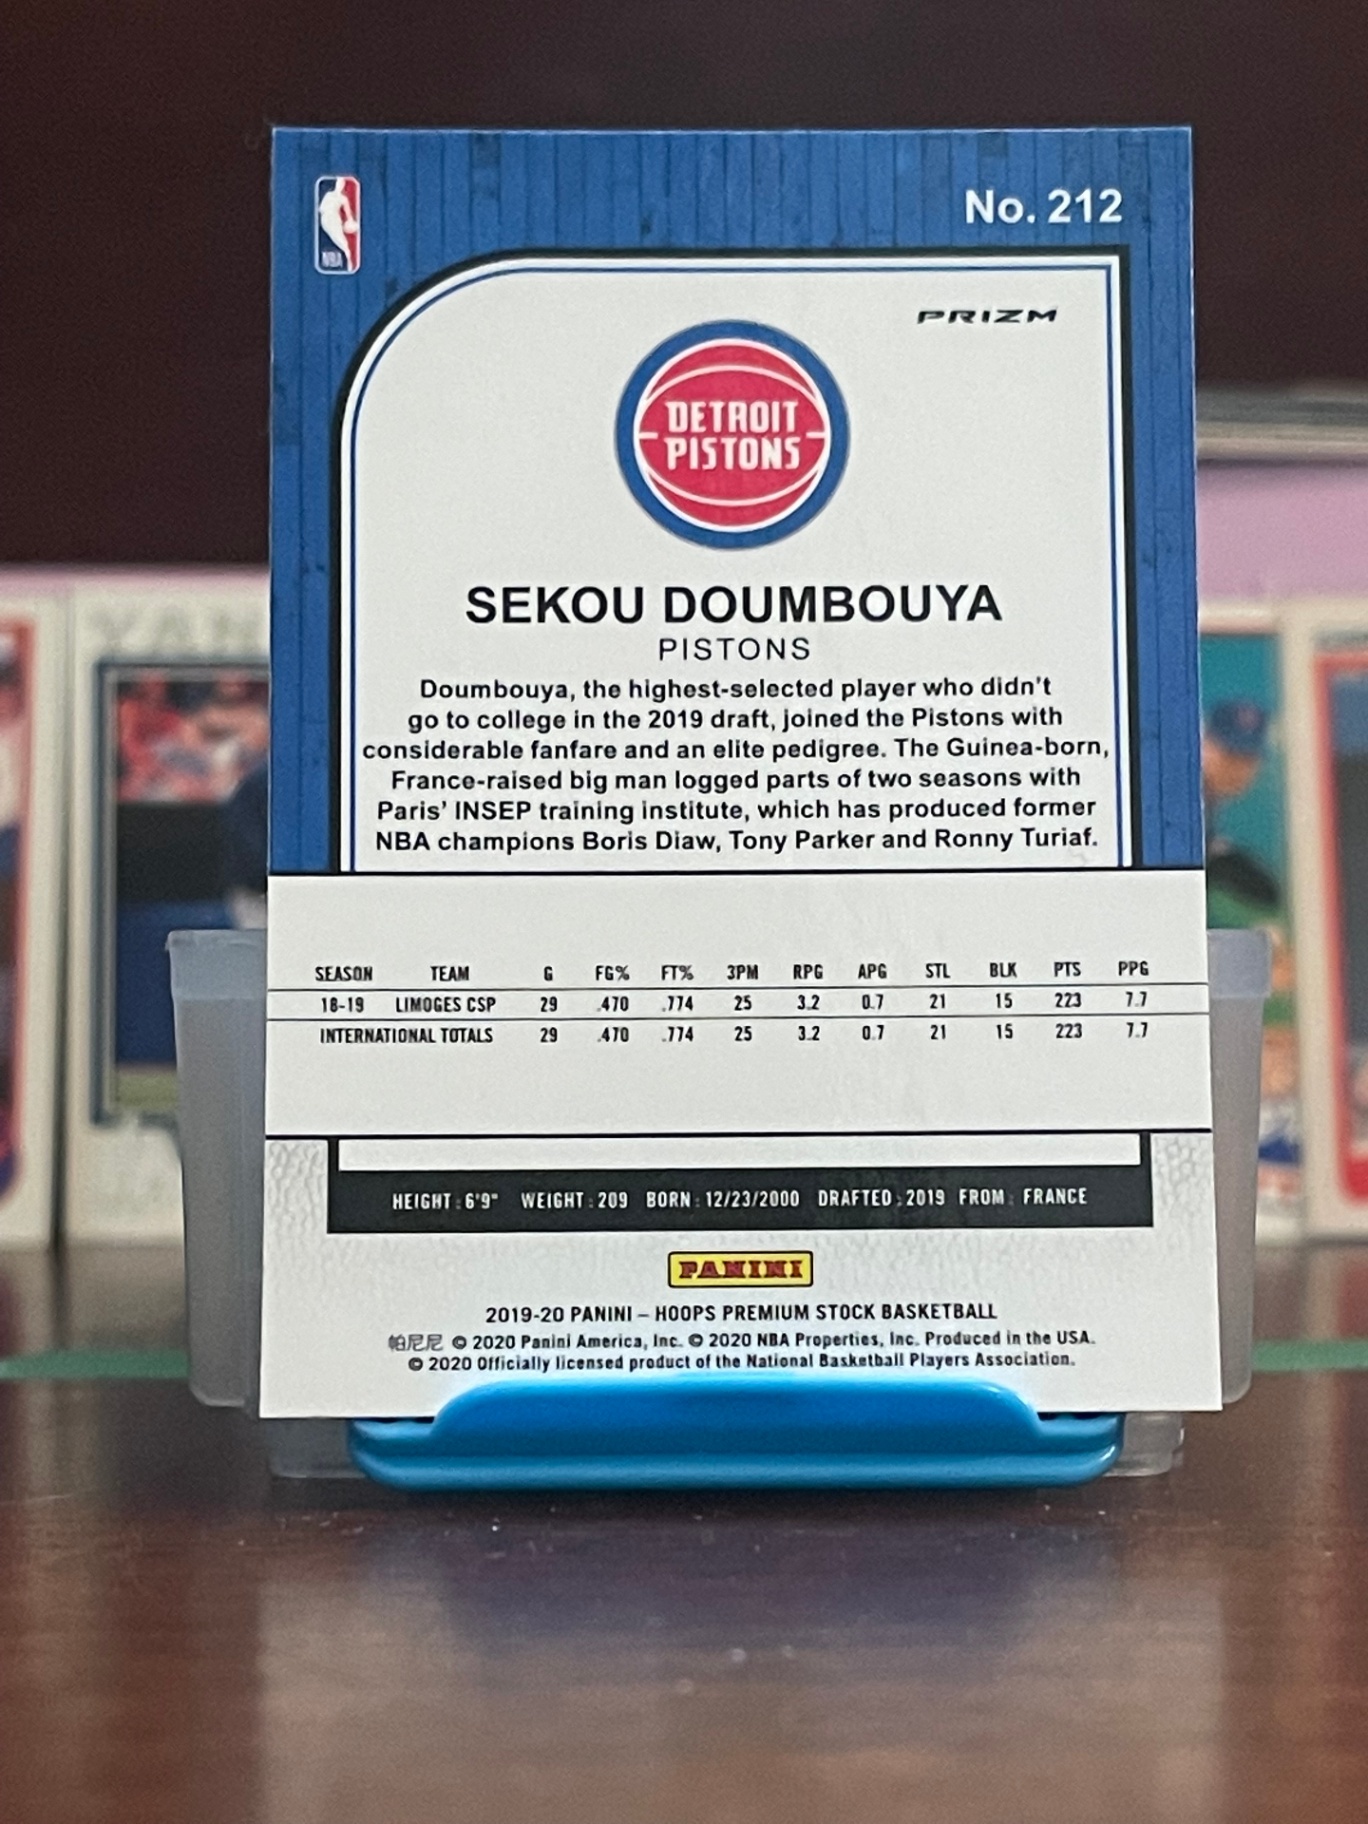 No. 212
NBA
PRIZM
DETROIT
PISTONS
SEKOU DOUMBOUYA
PISTONS
Doumbouya, the highest-selected player who didn't
go to college in the 2019 draft, joined the Pistons with
considerable fanfare and an elite pedigree. The Guinea-born,
France-raised big man logged parts of two seasons with
Paris' INSEP training institute, which has produced former
NBA champions Boris Diaw, Tony Parker and Ronny Turiaf.
SEASON TEAM G FG% FT% 3PM RPG APG STL BLK PTS PPG
18-19 LIMOGES CSP 29 .470 .774 25 3.2 0.7 21 15 223 7.7
INTERNATIONAL TOTALS 29 .470 .774 25 3.2 0.7 21 15 223 7.7
HEIGHT: 6'9" WEIGHT: 209 BORN: 12/23/2000 DRAFTED: 2019 FROM: FRANCE
PANINI
2019-20 PANINI – HOOPS PREMIUM STOCK BASKETBALL
帕尼尼 © 2020 Panini America, Inc. © 2020 NBA Properties, Inc. Produced in the USA.
© 2020 Officially licensed product of the National Basketball Players Association.